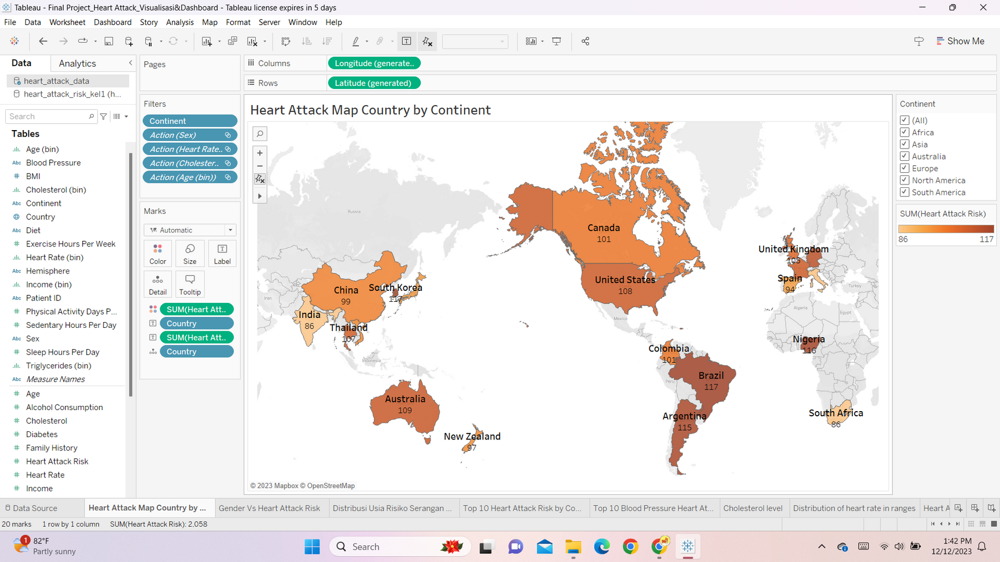 Tableau - Final Project_Heart Attack_Visualisasi&Dashboard - Tableau license expires in 5 days
File Data Worksheet Dashboard Story Analysis Map Format Server Window Help
Show Me
Data Analytics
heart_attack_data
heart_attack_risk_kel1 (h...
Search
Tables
Age (bin)
Abc Blood Pressure
# BMI
Cholesterol (bin)
Abc Continent
Country
Abc Diet
# Exercise Hours Per Week
Heart Rate (bin)
Abc Hemisphere
Income (bin)
Abc Patient ID
# Physical Activity Days P...
# Sedentary Hours Per Day
Abc Sex
# Sleep Hours Per Day
Triglycerides (bin)
Abc Measure Names
# Age
# Alcohol Consumption
# Cholesterol
# Diabetes
# Family History
# Heart Attack Risk
# Heart Rate
# Income
Pages
Filters
Continent
Action (Sex)
Action (Heart Rate..
Action (Cholester..
Action (Age (bin))
Marks
Automatic
Color Size Label
Detail Tooltip
SUM(Heart Att..
Country
SUM(Heart Att..
Country
Columns Longitude (generate..
Rows Latitude (generated)
Heart Attack Map Country by Continent
Russia
Canada
101
United Kingdom
105
United States
108
Spain
94
Turkey
China
99
South Korea
117
Iran
India
86
Thailand
107
Mexico
Algeria
Egypt
Nigeria
116
Colombia
101
Indonesia
Brazil
117
Peru
Australia
109
Argentina
115
South Africa
86
New Zealand
97
© 2023 Mapbox © OpenStreetMap
Continent
(All)
Africa
Asia
Australia
Europe
North America
South America
SUM(Heart Attack Risk)
86 117
Data Source Heart Attack Map Country by ... Gender Vs Heart Attack Risk Distribusi Usia Risiko Serangan ... Top 10 Heart Attack Risk by Co... Top 10 Blood Pressure Heart At... Cholesterol level Distribution of heart rate in ranges Heart A
20 marks 1 row by 1 column SUM(Heart Attack Risk): 2,058
1
82°F
Partly sunny
Search
1:42 PM
12/12/2023